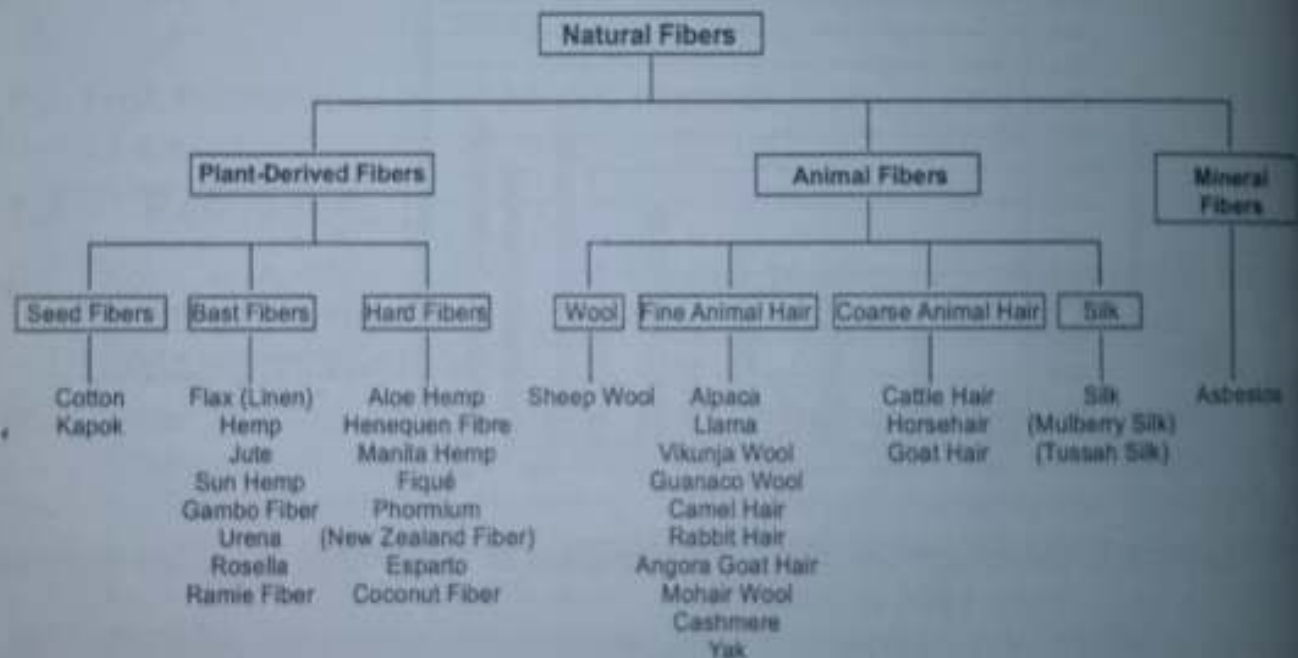 Natural Fibers
Plant-Derived Fibers
Animal Fibers
Mineral
Fibers
Seed Fibers
Bast Fibers
Hard Fibers
Wool
Fine Animal Hair
Coarse Animal Hair
Silk
Cotton
Kapok
Flax (Linen)
Hemp
Jute
Sun Hemp
Gambo Fiber
Urena
Rosella
Ramie Fiber
Aloe Hemp
Henequen Fibre
Manila Hemp
Fiqué
Phormium
(New Zealand Fiber)
Esparto
Coconut Fiber
Sheep Wool
Alpaca
Llama
Vikunja Wool
Guanaco Wool
Camel Hair
Rabbit Hair
Angora Goat Hair
Mohair Wool
Cashmere
Yak
Cattle Hair
Horsehair
Goat Hair
Silk
(Mulberry Silk)
(Tussah Silk)
Asbestos